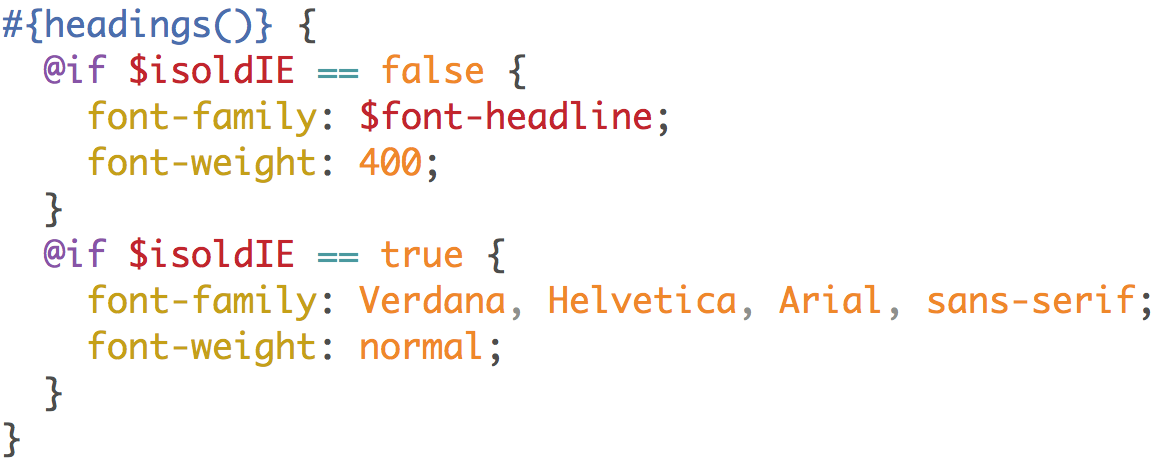 #{headings()} {
  @if $isoldIE == false {
    font-family: $font-headline;
    font-weight: 400;
  }
  @if $isoldIE == true {
    font-family: Verdana, Helvetica, Arial, sans-serif;
    font-weight: normal;
  }
}